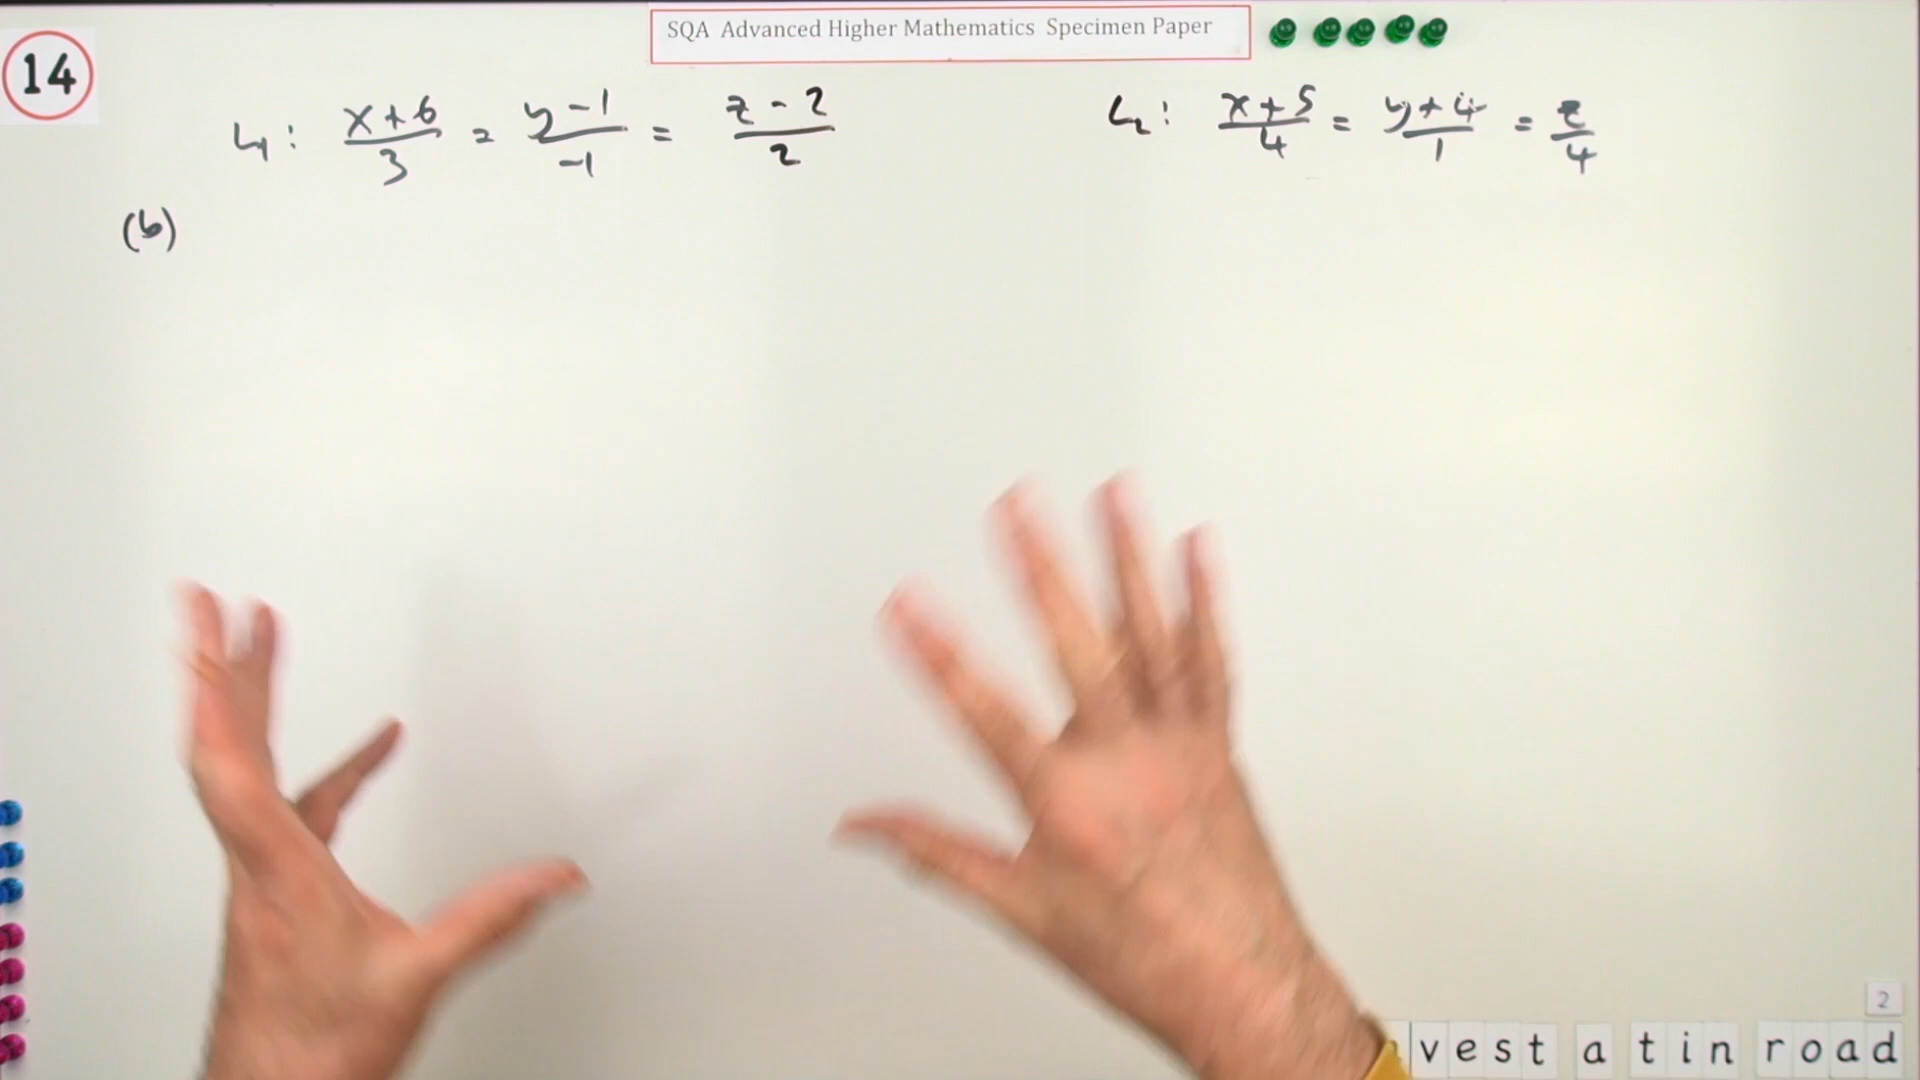 SQA Advanced Higher Mathematics Specimen Paper
14
L₁: (x+6)/3 = (y-1)/-1 = (z-2)/2
L₂: (x+5)/4 = (y+4)/1 = z/4
(b)
2
vest a tin road